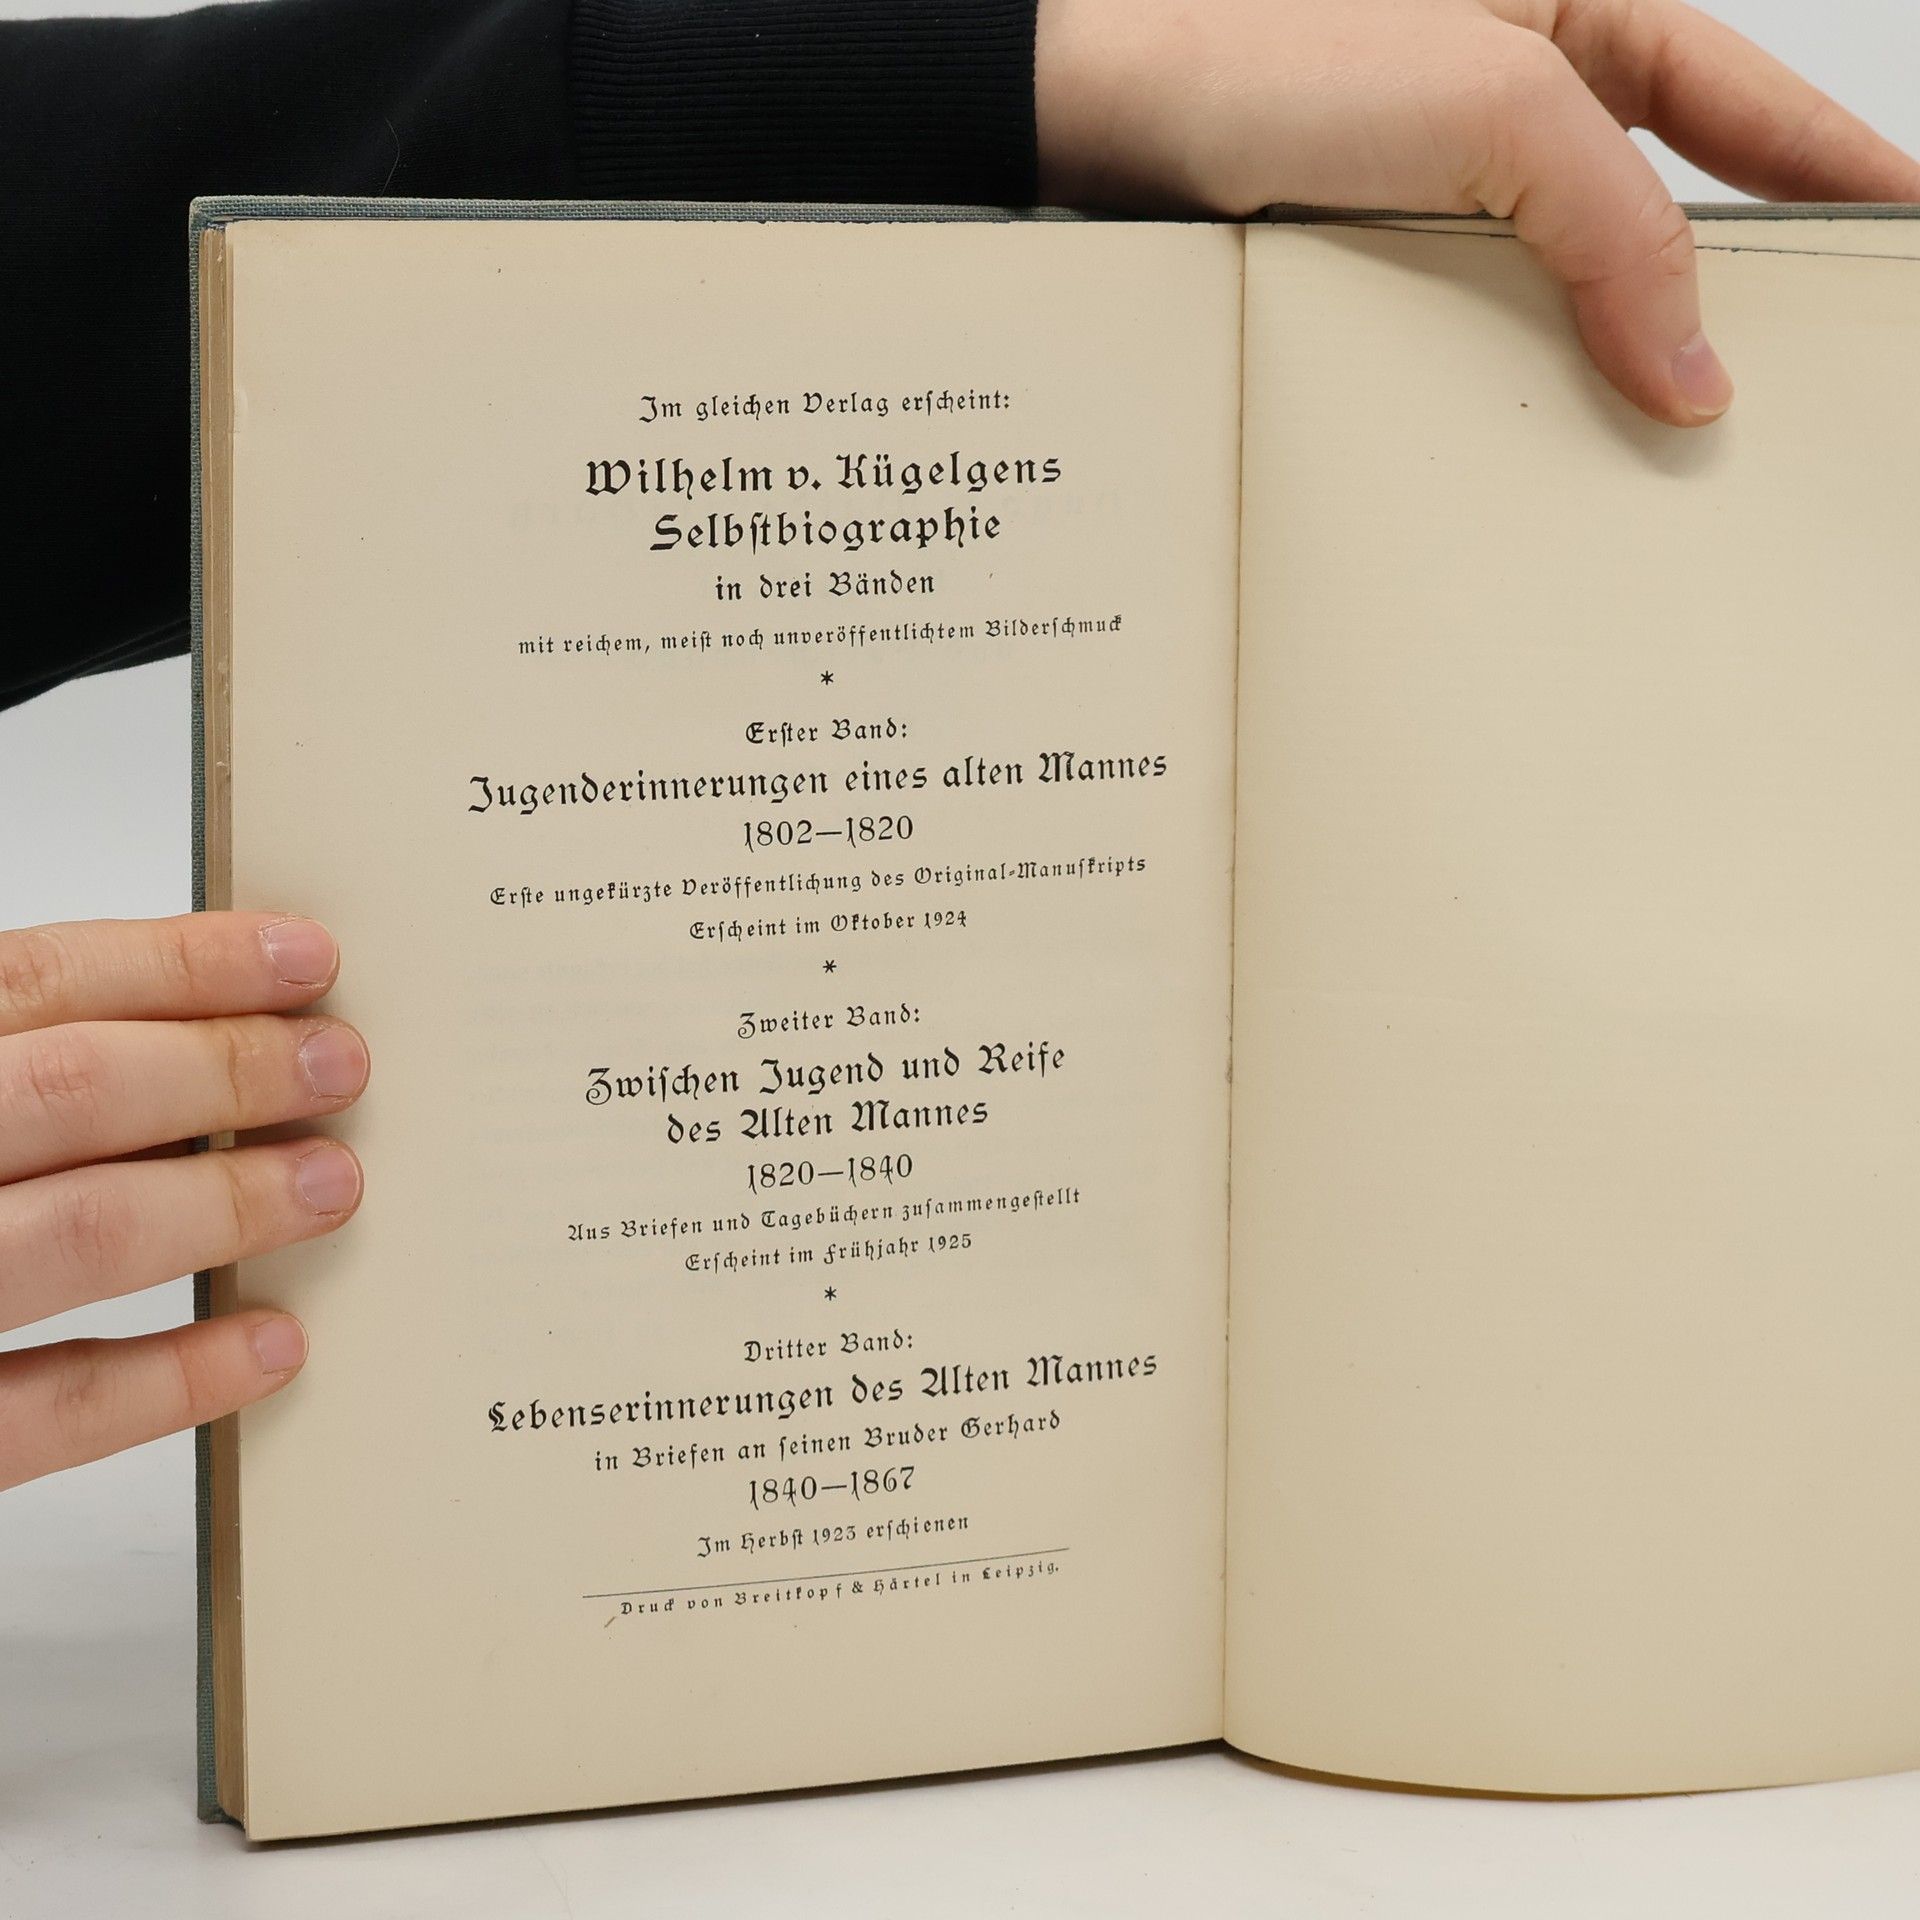 Im gleichen Verlag erſcheint:
Wilhelm v. Kügelgens
Selbſtbiographie
in drei Bänden
mit reichem, meiſt noch unveröffentlichtem Bilderſchmuck
*
Erſter Band:
Jugenderinnerungen eines alten Mannes
1802—1820
Erſte ungekürzte Veröffentlichung des Original-Manuſkripts
Erſcheint im Oktober 1924
*
Zweiter Band:
Zwiſchen Jugend und Reife
des Alten Mannes
1820—1840
Aus Briefen und Tagebüchern zuſammengeſtellt
Erſcheint im Frühjahr 1925
*
Dritter Band:
Lebenserinnerungen des Alten Mannes
in Briefen an ſeinen Bruder Gerhard
1840—1867
Im Herbſt 1923 erſchienen
Druck von Breitkopf & Härtel in Leipzig.